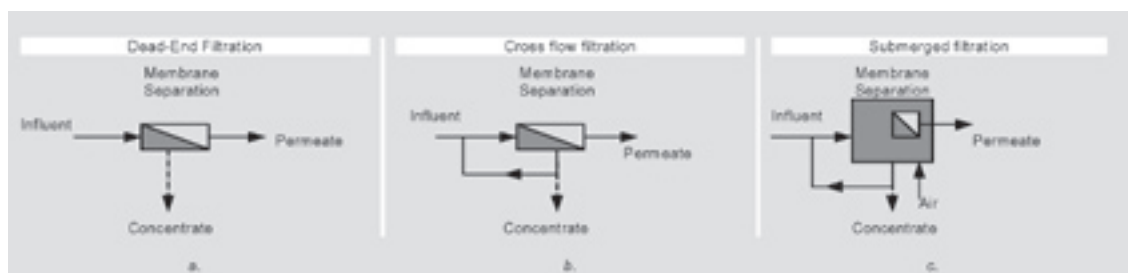 Dead-End Filtration
Membrane
Separation
Influent
Permeate
Concentrate
a.
Cross flow filtration
Membrane
Separation
Influent
Permeate
Concentrate
b.
Submerged filtration
Membrane
Separation
Influent
Permeate
Air
Concentrate
c.